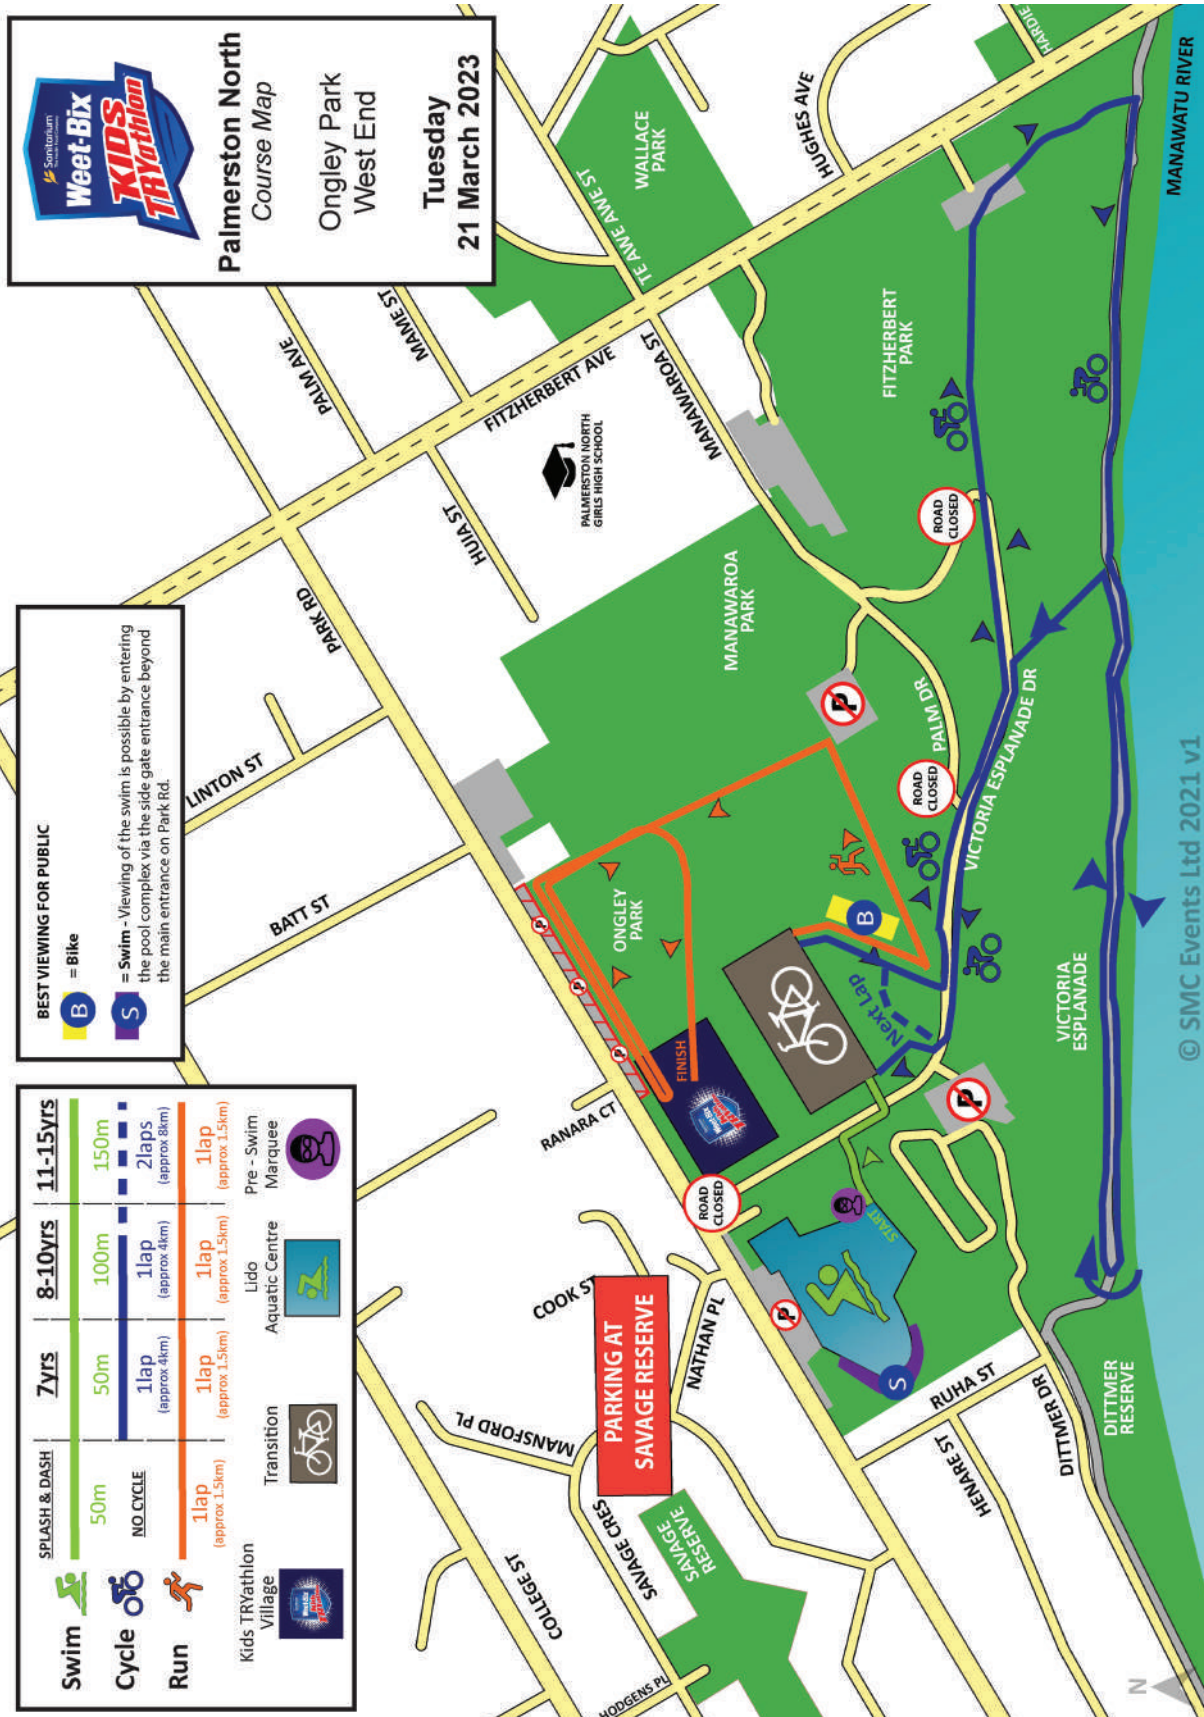 Sanitarium
Weet-Bix
KIDS
TRYathlon
Palmerston North
Course Map
Ongley Park
West End
Tuesday
21 March 2023
BEST VIEWING FOR PUBLIC
B = Bike
S = Swim - Viewing of the swim is possible by entering
the pool complex via the side gate entrance beyond
the main entrance on Park Rd.
SPLASH & DASH 7yrs 8-10yrs 11-15yrs
Swim 50m 50m 100m 150m
Cycle NO CYCLE 1lap 1lap 2laps
(approx 4km) (approx 4km) (approx 8km)
Run 1lap 1lap 1lap 1lap
(approx 1.5km) (approx 1.5km) (approx 1.5km) (approx 1.5km)
Kids TRYathlon
Village
Transition
Lido
Aquatic Centre
Pre - Swim
Marquee
PALM AVE
MAME ST
FITZHERBERT AVE
TE AWE AWE ST
WALLACE
PARK
HUGHES AVE
HARDIE
MANAWATU RIVER
PARK RD
HUIA ST
PALMERSTON NORTH
GIRLS HIGH SCHOOL
MANAWAROA ST
FITZHERBERT
PARK
LINTON ST
BATT ST
MANAWAROA
PARK
ROAD
CLOSED
P
PALM DR
ROAD
CLOSED
VICTORIA ESPLANADE DR
ONGLEY
PARK
P
P
P
B
FINISH
Next Lap
VICTORIA
ESPLANADE
RANARA CT
ROAD
CLOSED
P
START
COOK ST
PARKING AT
SAVAGE RESERVE
NATHAN PL
P
S
MANSFORD PL
RUHA ST
DITTMER
RESERVE
SAVAGE CRES
SAVAGE
RESERVE
HENARE ST
DITTMER DR
COLLEGE ST
HODGENS PL
N
© SMC Events Ltd 2021 v1